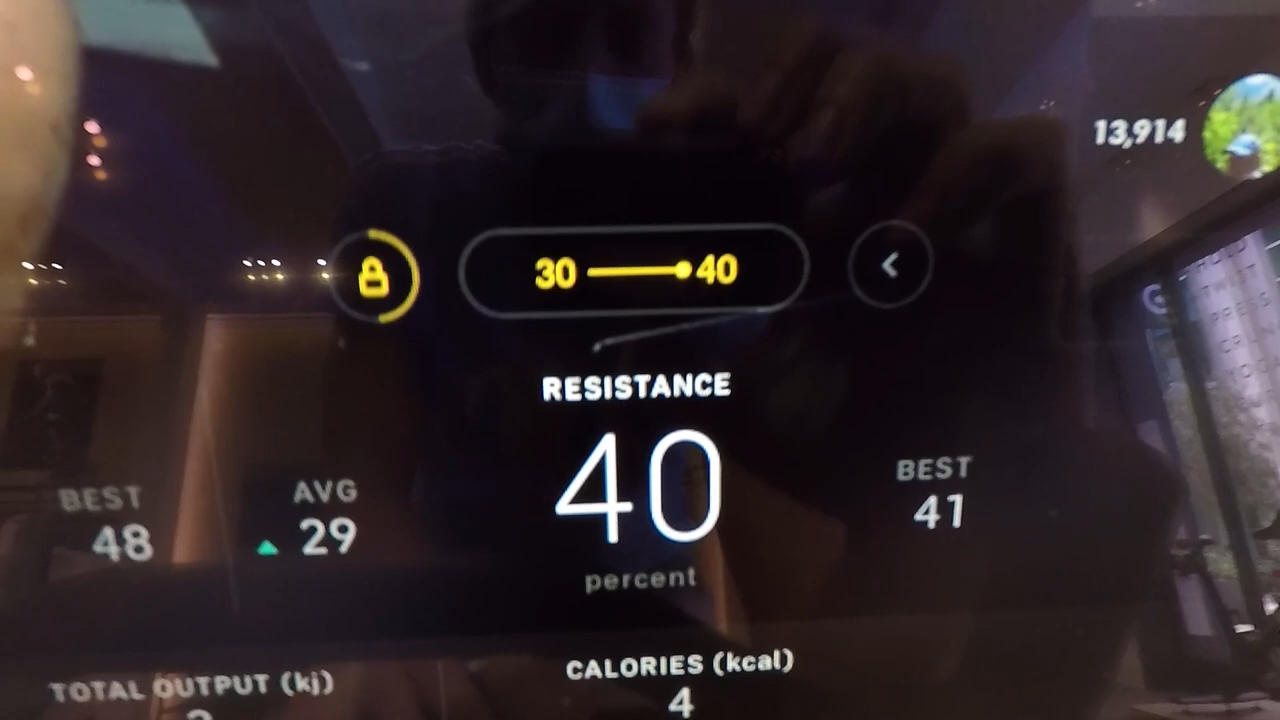 13,914
30 40
RESISTANCE
BEST
48
AVG
29
40
percent
BEST
41
TOTAL OUTPUT (kj)
CALORIES (kcal)
4